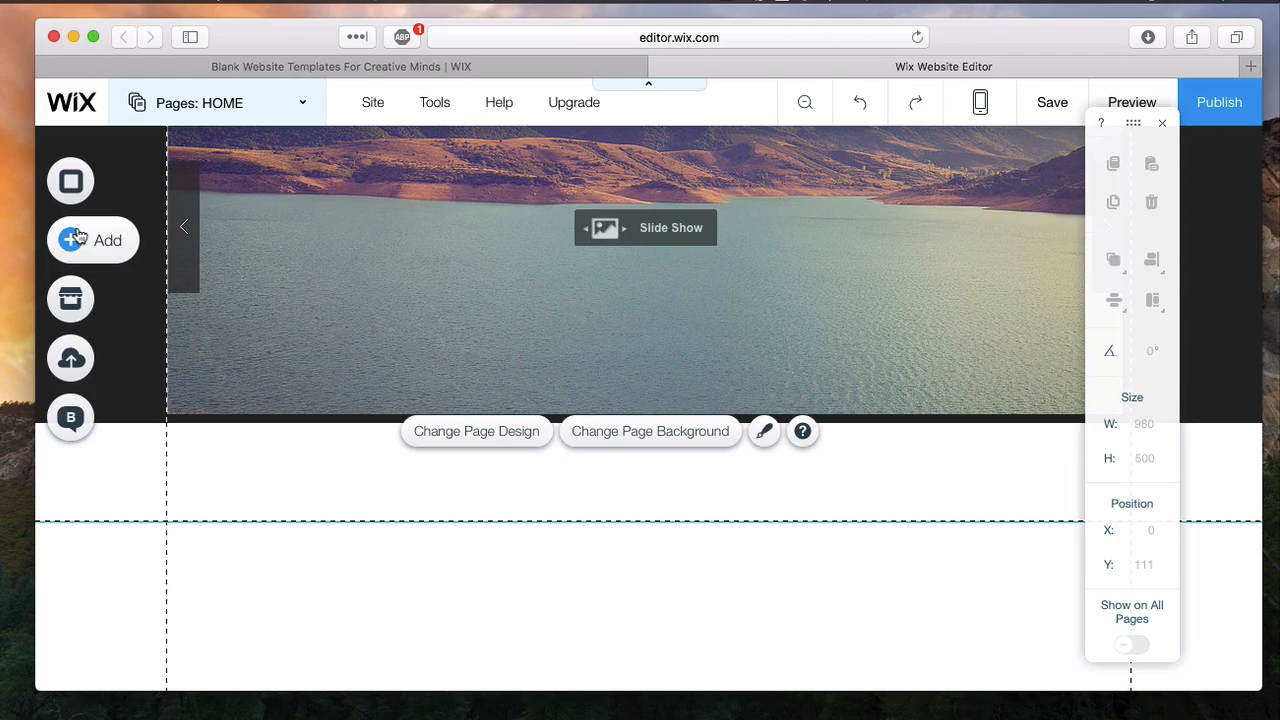 ABP
1
editor.wix.com
Blank Website Templates For Creative Minds | WIX
Wix Website Editor
+
WiX
Pages: HOME
Site
Tools
Help
Upgrade
Save
Preview
Publish
?
Add
Slide Show
B
0°
Size
W: 980
H: 500
Change Page Design
Change Page Background
?
Position
X: 0
Y: 111
Show on All
Pages